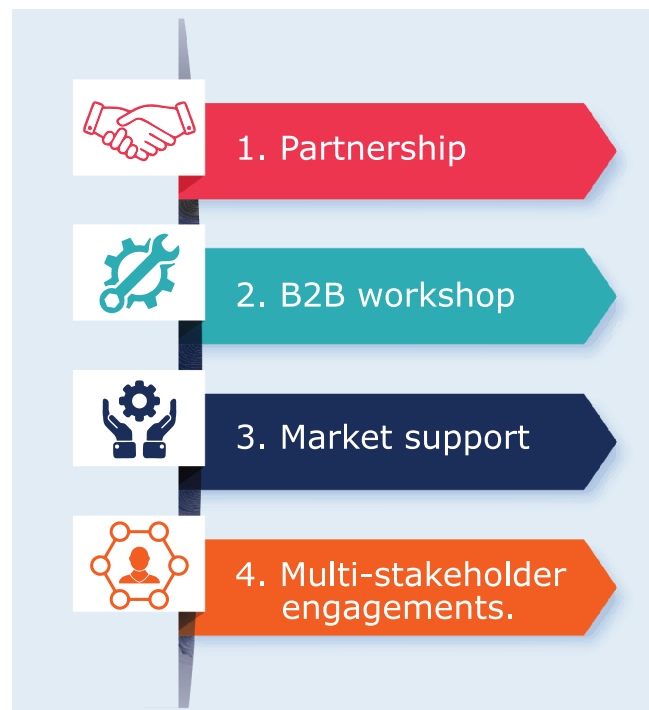 1. Partnership
2. B2B workshop
3. Market support
4. Multi-stakeholder
engagements.